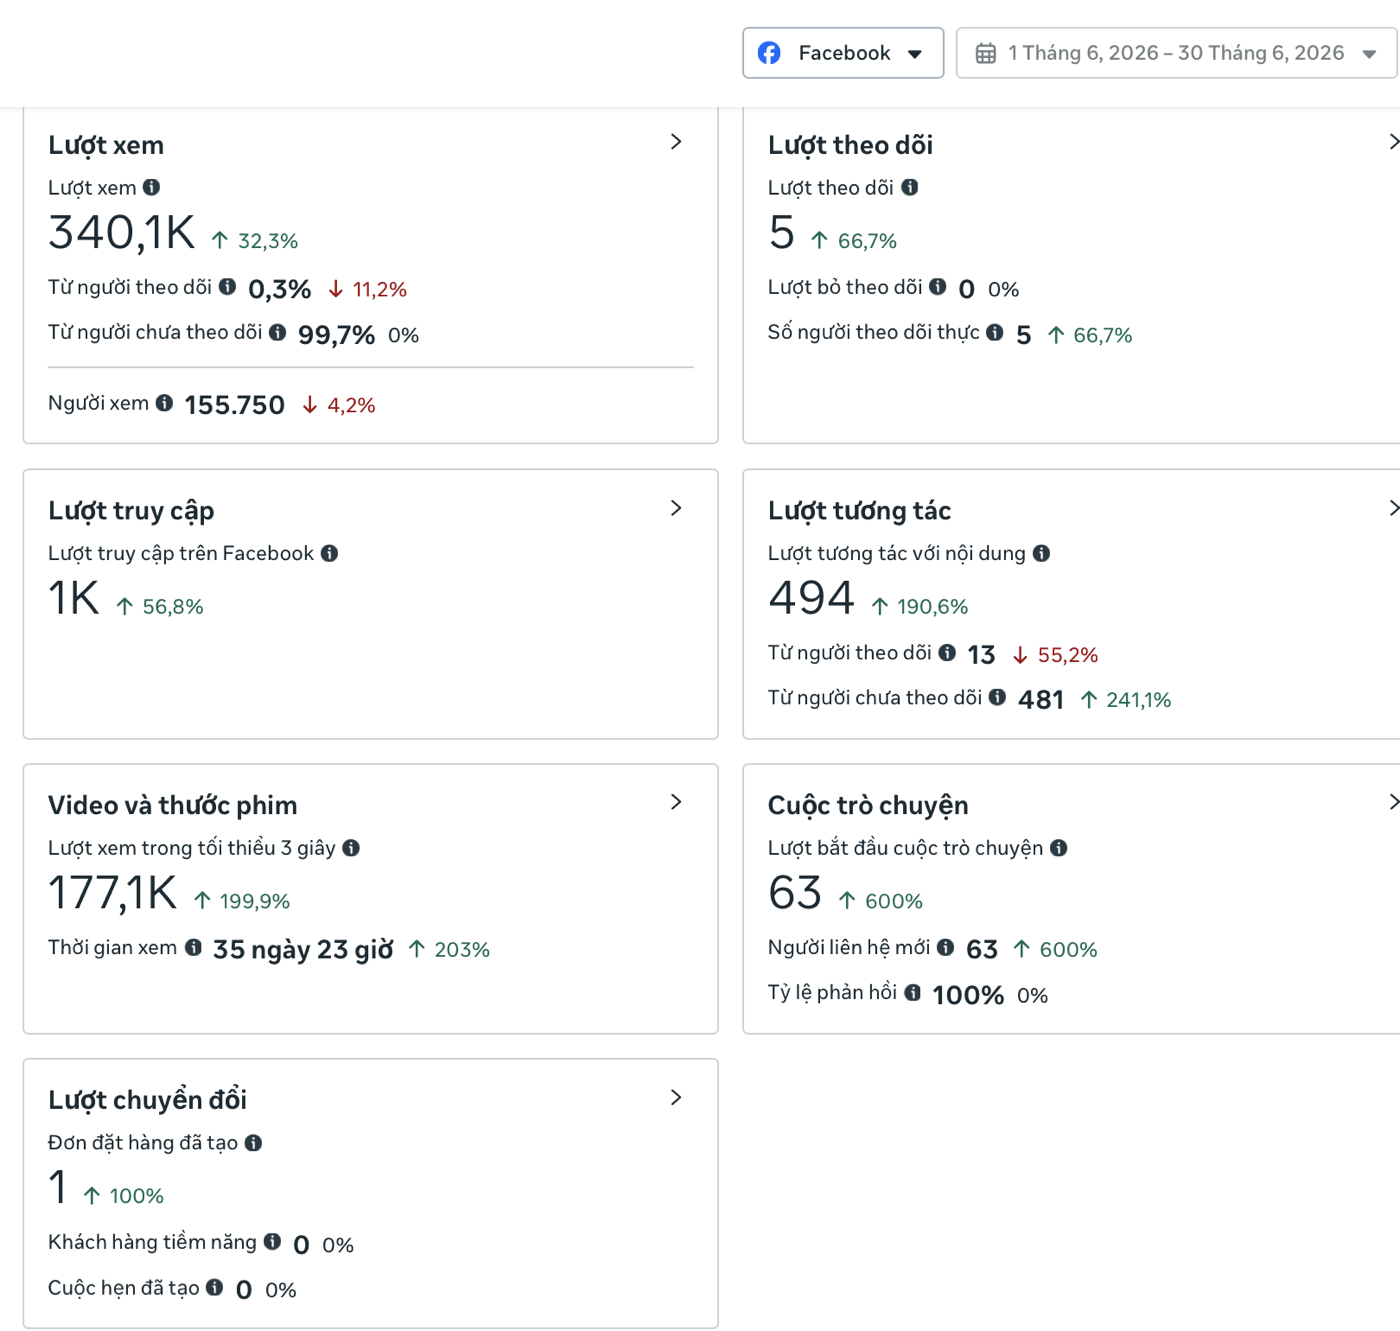 Facebook
1 Tháng 6, 2026 – 30 Tháng 6, 2026
Lượt xem
Lượt xem
340,1K ↑ 32,3%
Từ người theo dõi 0,3% ↓ 11,2%
Từ người chưa theo dõi 99,7% 0%
Người xem 155.750 ↓ 4,2%
Lượt theo dõi
Lượt theo dõi
5 ↑ 66,7%
Lượt bỏ theo dõi 0 0%
Số người theo dõi thực 5 ↑ 66,7%
Lượt truy cập
Lượt truy cập trên Facebook
1K ↑ 56,8%
Lượt tương tác
Lượt tương tác với nội dung
494 ↑ 190,6%
Từ người theo dõi 13 ↓ 55,2%
Từ người chưa theo dõi 481 ↑ 241,1%
Video và thước phim
Lượt xem trong tối thiểu 3 giây
177,1K ↑ 199,9%
Thời gian xem 35 ngày 23 giờ ↑ 203%
Cuộc trò chuyện
Lượt bắt đầu cuộc trò chuyện
63 ↑ 600%
Người liên hệ mới 63 ↑ 600%
Tỷ lệ phản hồi 100% 0%
Lượt chuyển đổi
Đơn đặt hàng đã tạo
1 ↑ 100%
Khách hàng tiềm năng 0 0%
Cuộc hẹn đã tạo 0 0%